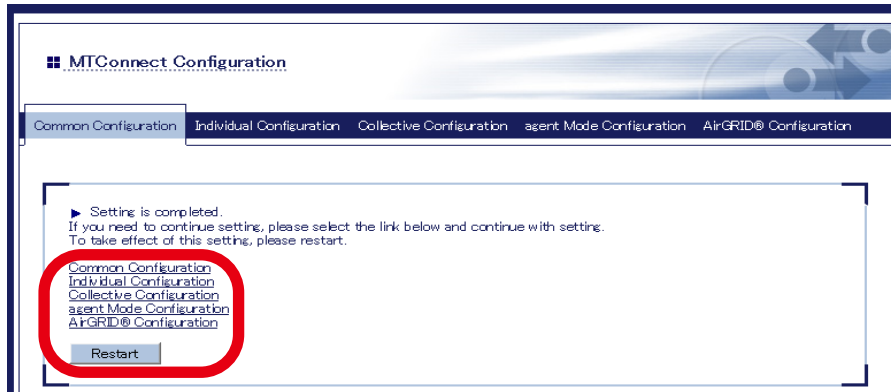 MTConnect Configuration
Common Configuration Individual Configuration Collective Configuration agent Mode Configuration AirGRID® Configuration
Setting is completed.
If you need to continue setting, please select the link below and continue with setting.
To take effect of this setting, please restart.
Common Configuration
Individual Configuration
Collective Configuration
agent Mode Configuration
AirGRID® Configuration
Restart